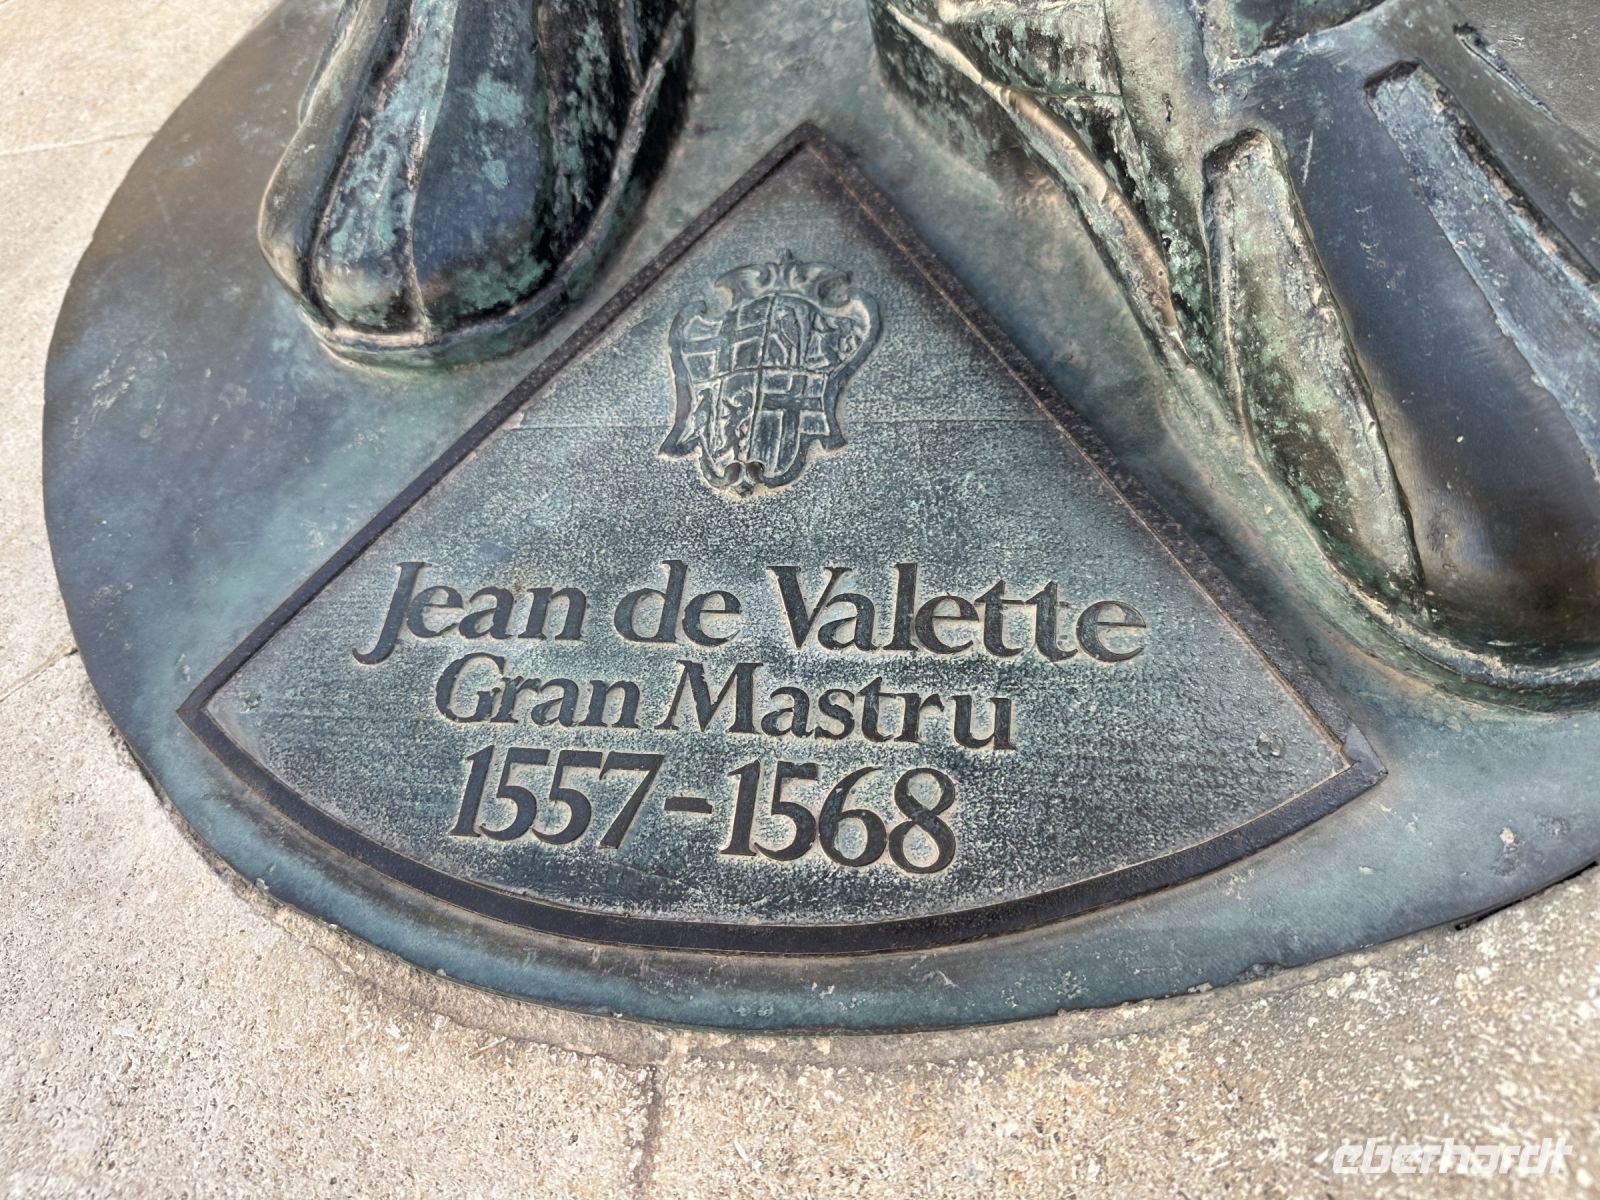 Jean de Valette
Gran Mastru
1557-1568
eberhardt